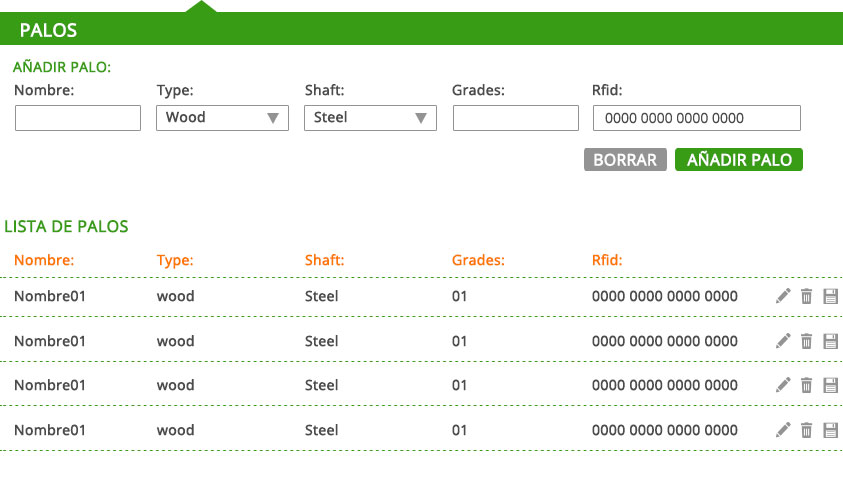 PALOS
AÑADIR PALO:
Nombre: Type: Shaft: Grades: Rfid:
Wood Steel 0000 0000 0000 0000
BORRAR AÑADIR PALO
LISTA DE PALOS
Nombre: Type: Shaft: Grades: Rfid:
Nombre01 wood Steel 01 0000 0000 0000 0000
Nombre01 wood Steel 01 0000 0000 0000 0000
Nombre01 wood Steel 01 0000 0000 0000 0000
Nombre01 wood Steel 01 0000 0000 0000 0000